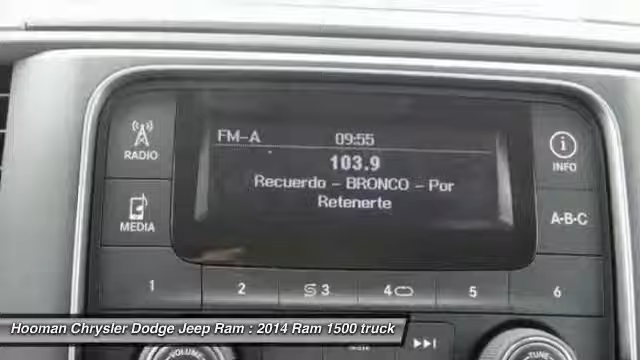 FM-A 09:55
103.9
Recuerdo - BRONCO - Por
Retenerte
RADIO
MEDIA
i
INFO
A-B-C
1 2 3 4 5 6
Hooman Chrysler Dodge Jeep Ram : 2014 Ram 1500 truck
VOLUME